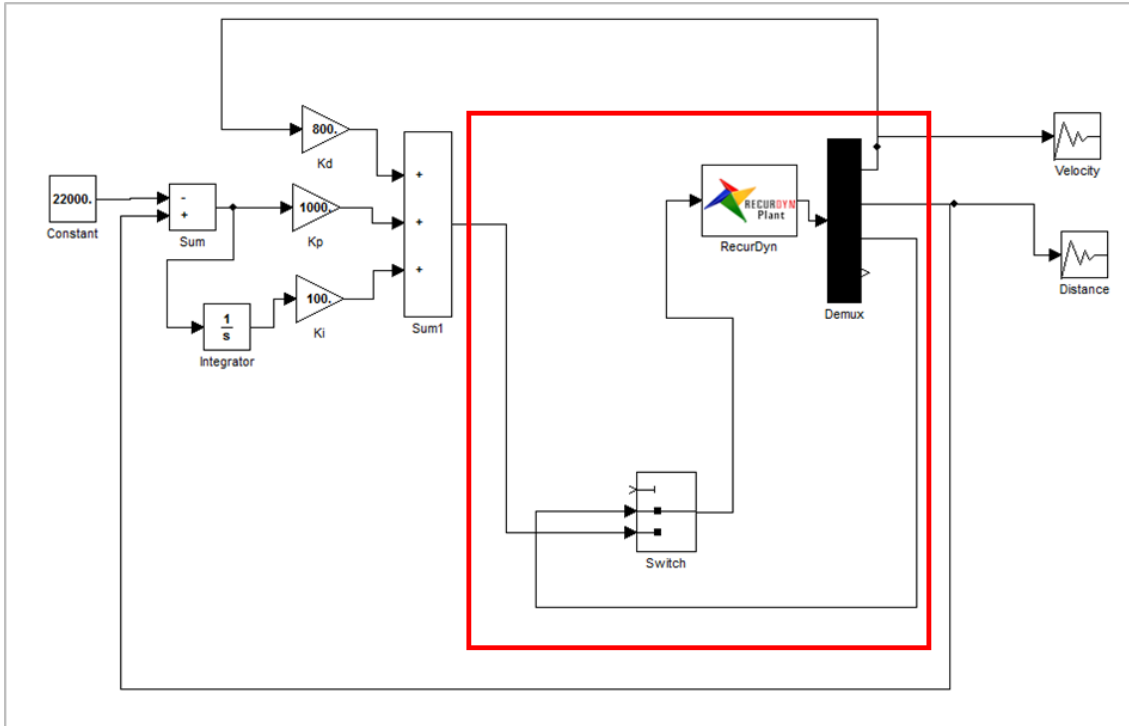 800.
Kd
22000.
Constant
-
+
Sum
1000.
Kp
1
s
Integrator
100.
Ki
+
+
+
Sum1
RECURDYN
Plant
RecurDyn
Demux
Velocity
Distance
Switch